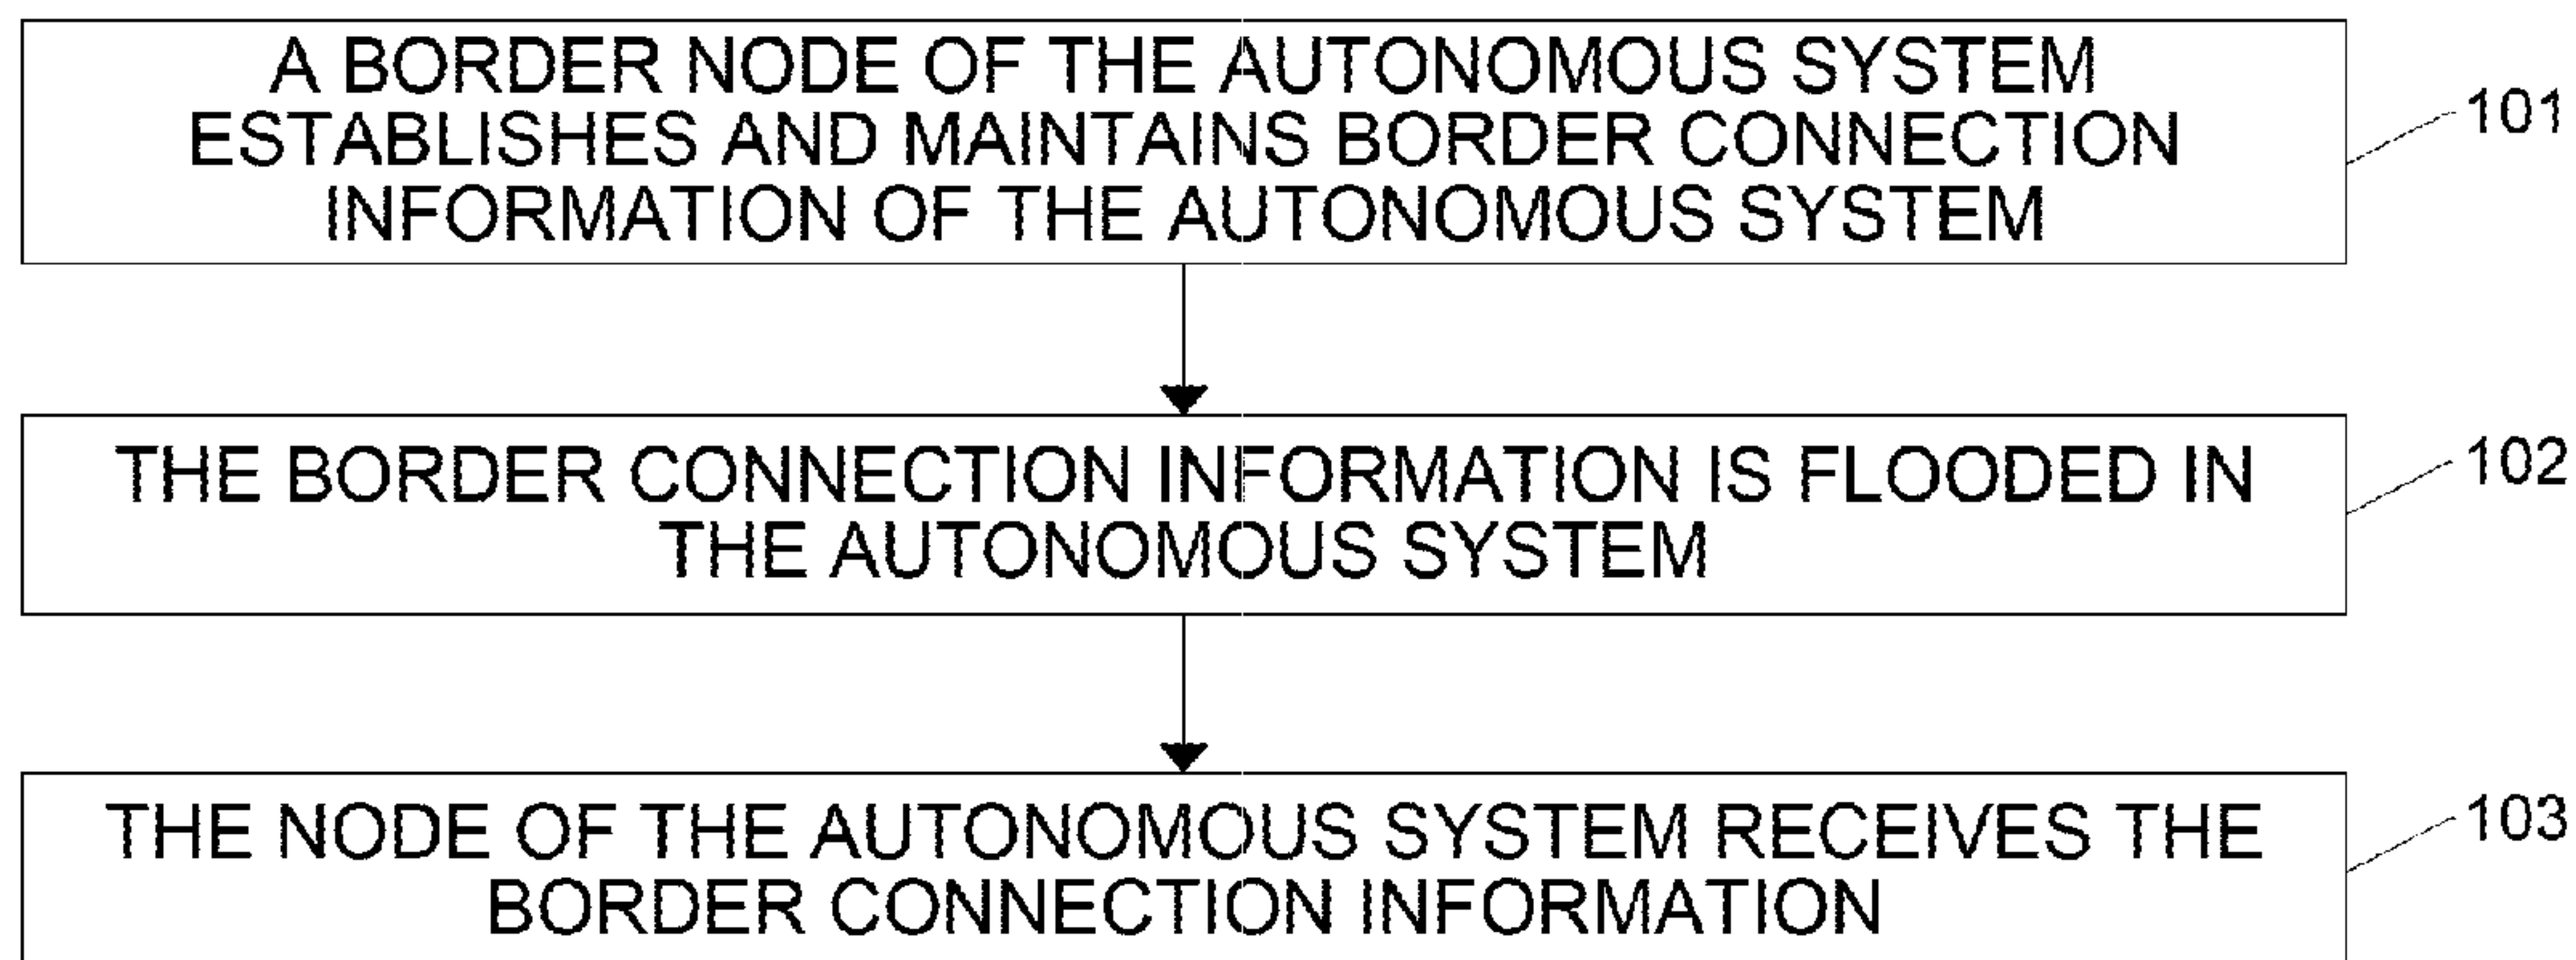 A BORDER NODE OF THE AUTONOMOUS SYSTEM
ESTABLISHES AND MAINTAINS BORDER CONNECTION
INFORMATION OF THE AUTONOMOUS SYSTEM
101
THE BORDER CONNECTION INFORMATION IS FLOODED IN
THE AUTONOMOUS SYSTEM
102
THE NODE OF THE AUTONOMOUS SYSTEM RECEIVES THE
BORDER CONNECTION INFORMATION
103